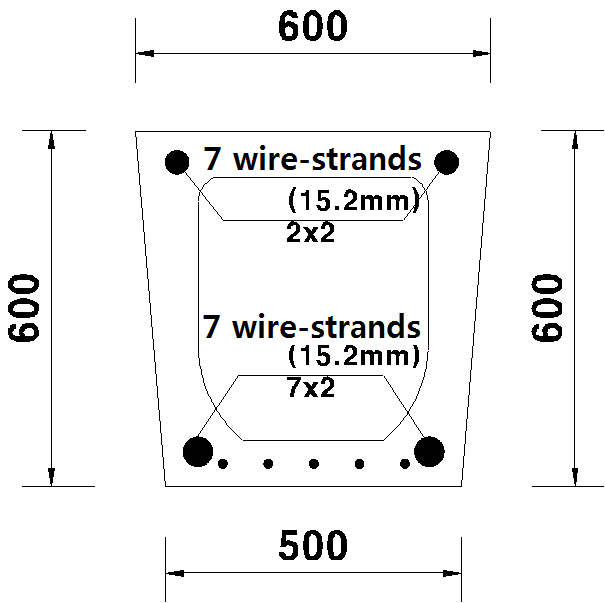 600
7 wire-strands
(15.2mm)
2x2
600
600
7 wire-strands
(15.2mm)
7x2
500